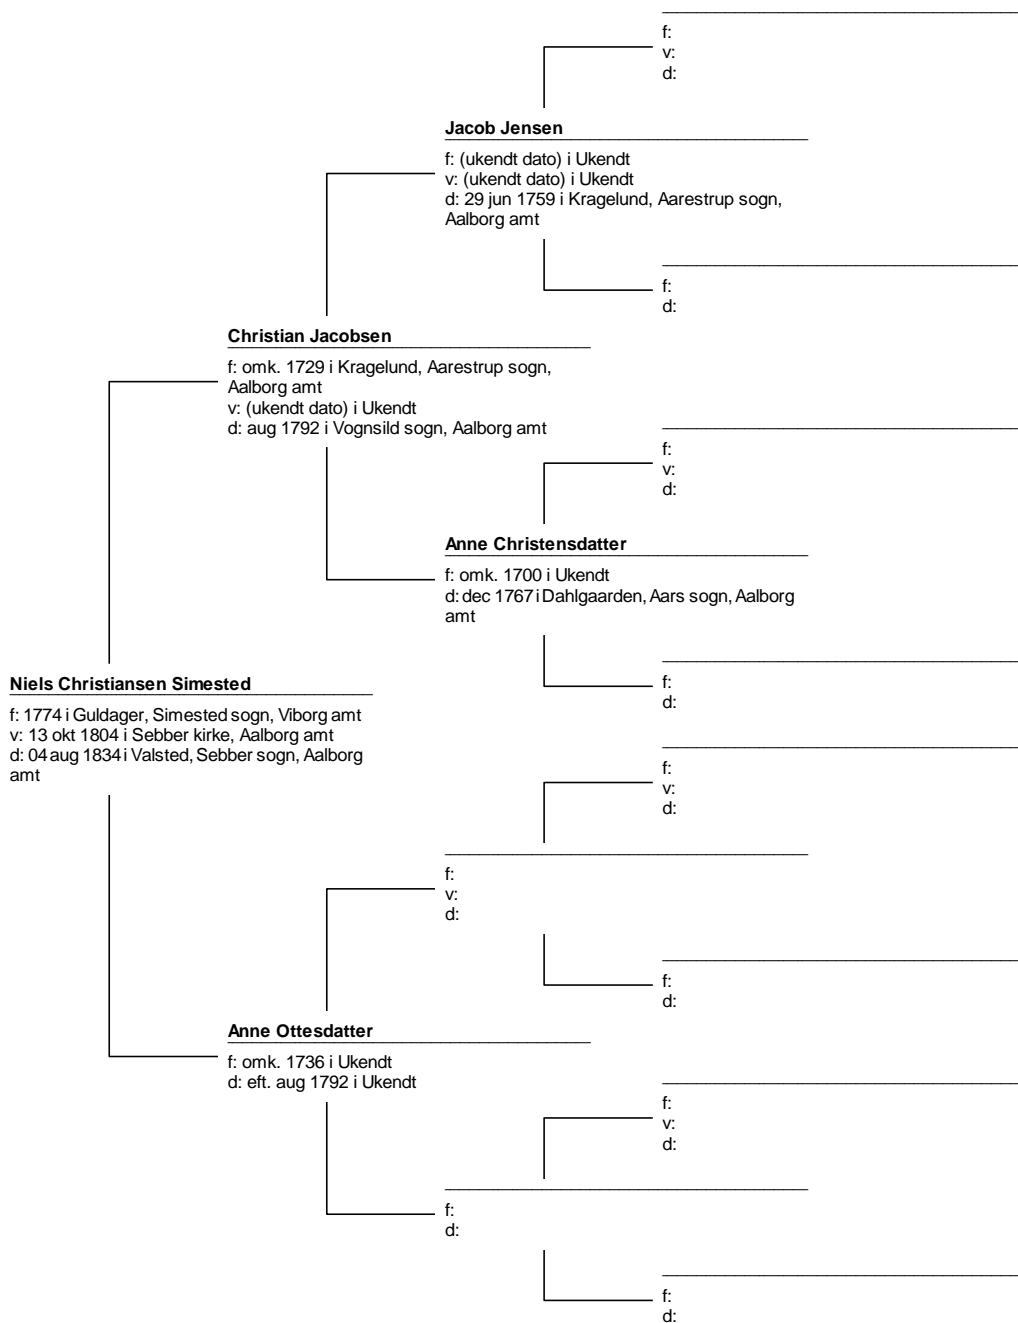 f:
v:
d:
Jacob Jensen
f: (ukendt dato) i Ukendt
v: (ukendt dato) i Ukendt
d: 29 jun 1759 i Kragelund, Aarestrup sogn,
Aalborg amt
f:
d:
Christian Jacobsen
f: omk. 1729 i Kragelund, Aarestrup sogn,
Aalborg amt
v: (ukendt dato) i Ukendt
d: aug 1792 i Vognsild sogn, Aalborg amt
f:
v:
d:
Anne Christensdatter
f: omk. 1700 i Ukendt
d: dec 1767 i Dahlgaarden, Aars sogn, Aalborg
amt
f:
d:
Niels Christiansen Simested
f: 1774 i Guldager, Simested sogn, Viborg amt
v: 13 okt 1804 i Sebber kirke, Aalborg amt
d: 04 aug 1834 i Valsted, Sebber sogn, Aalborg
amt
f:
v:
d:
f:
v:
d:
f:
d:
Anne Ottesdatter
f: omk. 1736 i Ukendt
d: eft. aug 1792 i Ukendt
f:
v:
d:
f:
d:
f:
d: